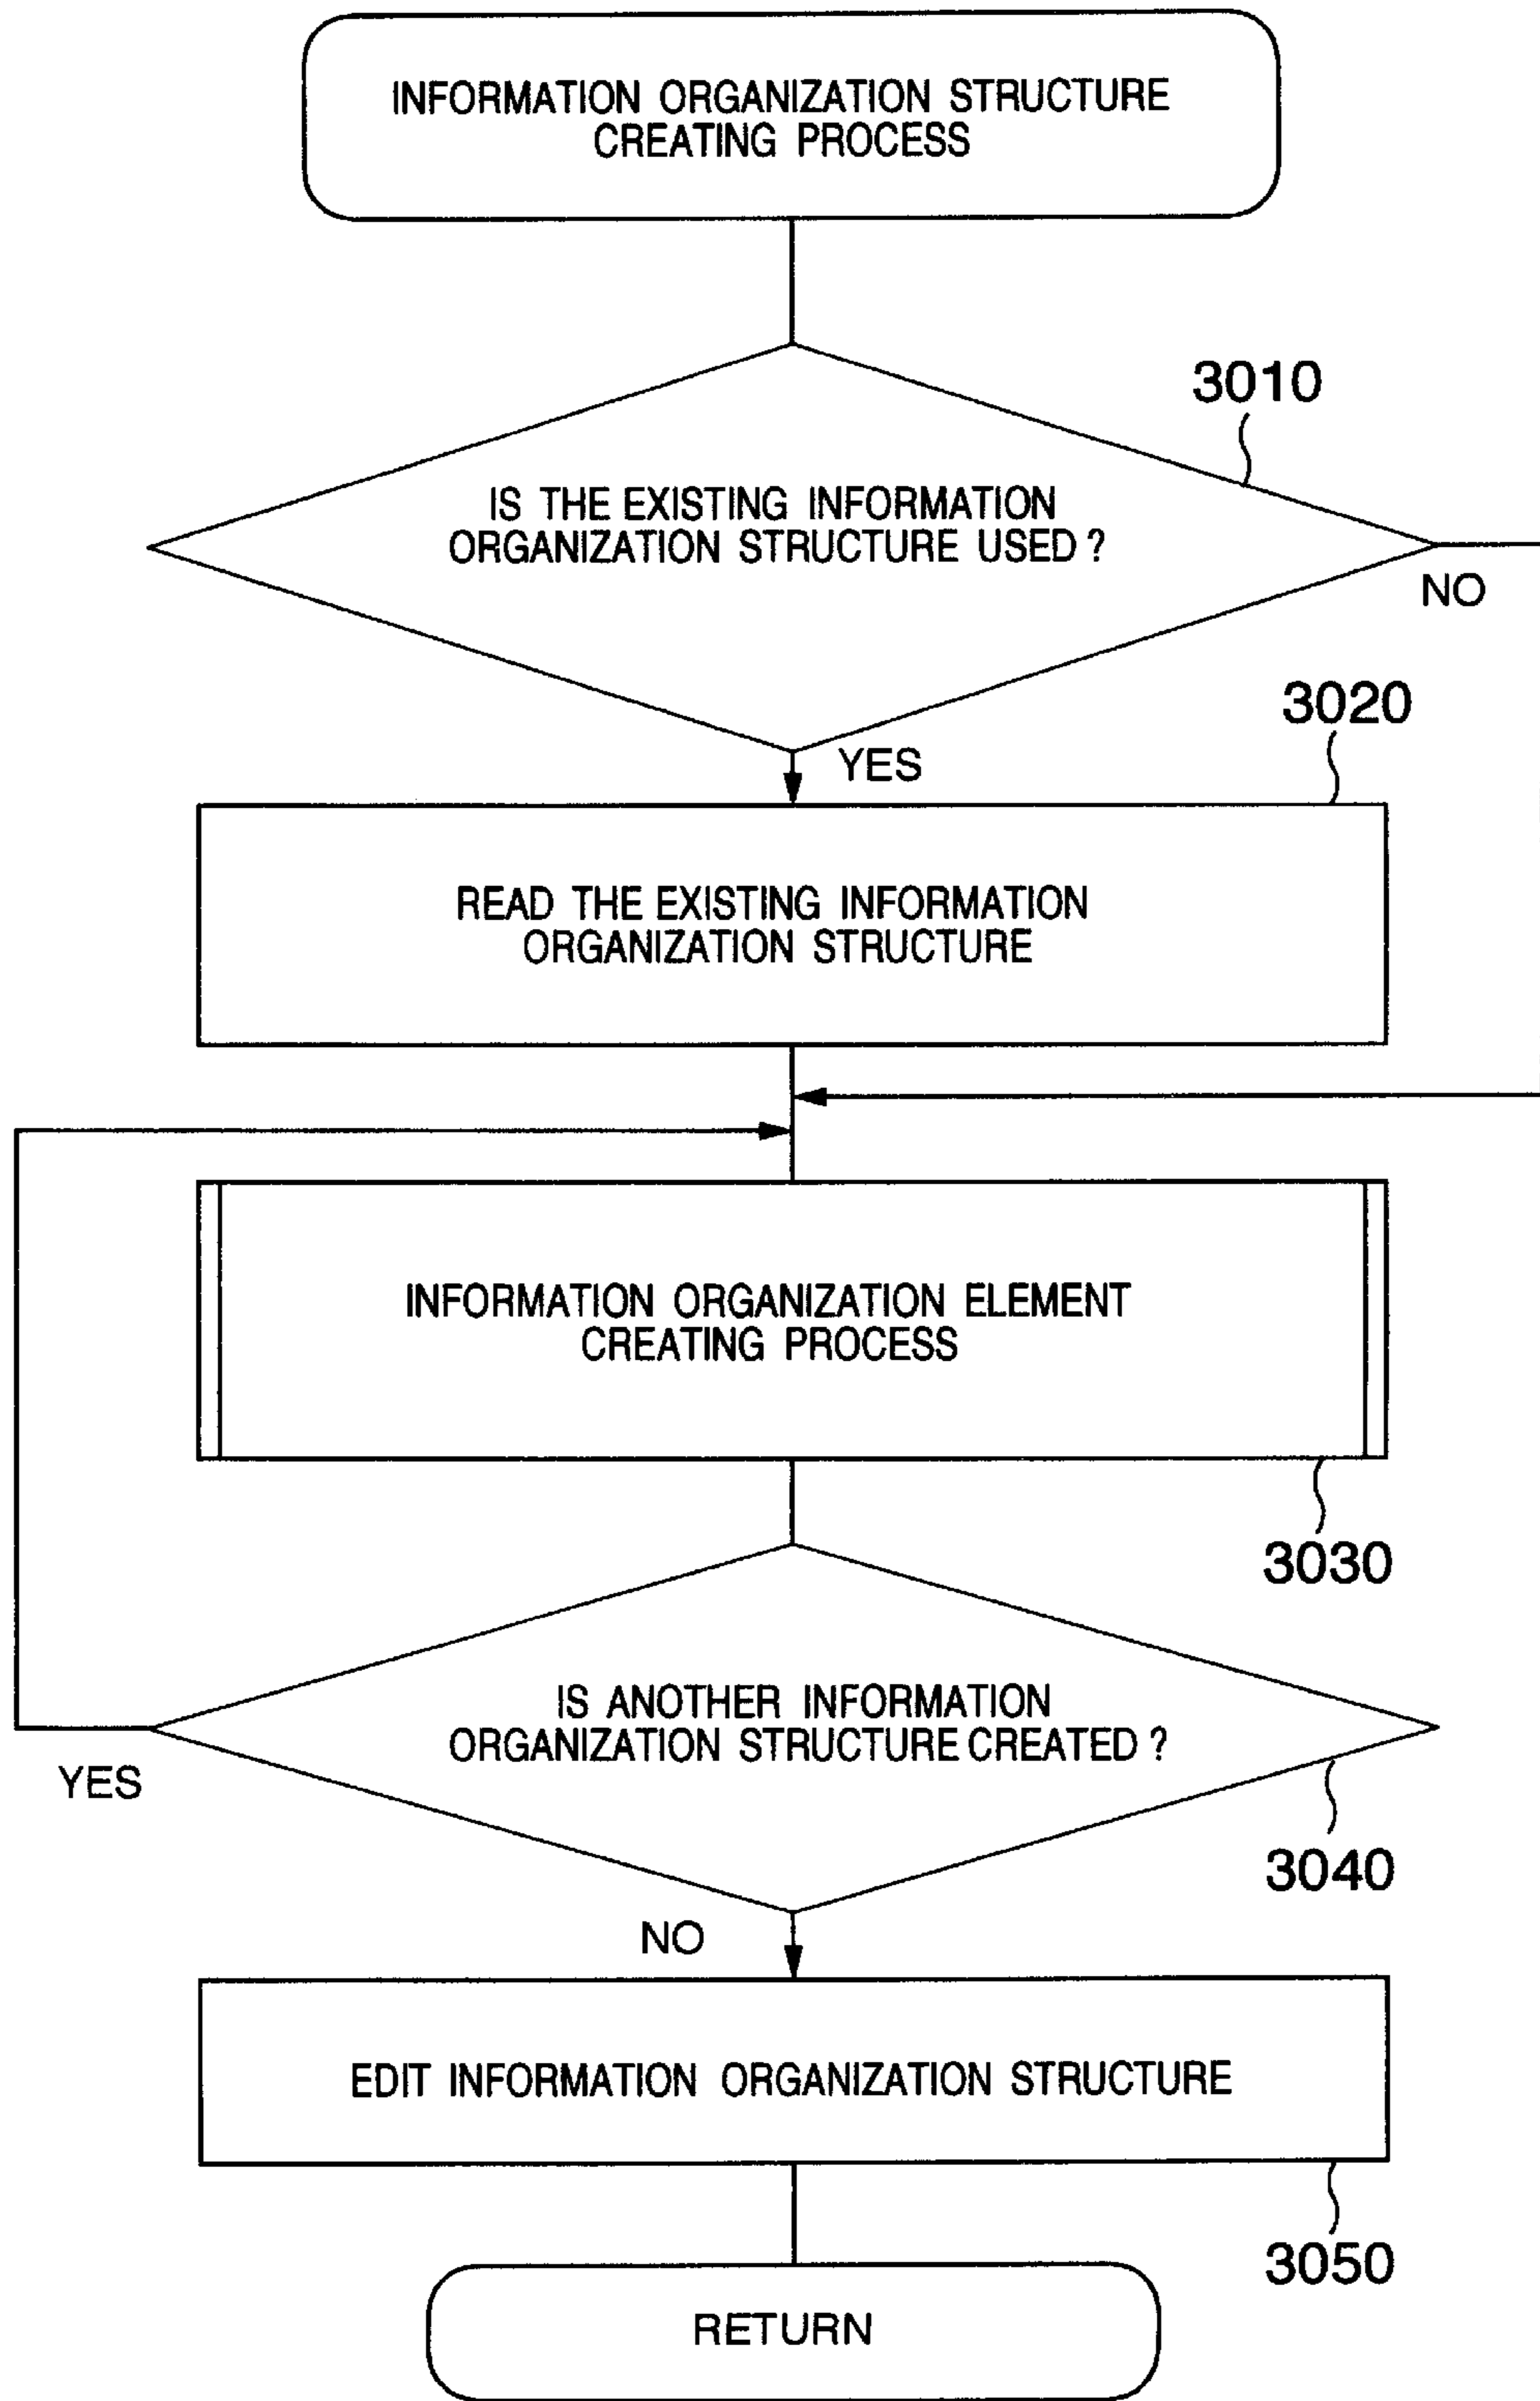 INFORMATION ORGANIZATION STRUCTURE
CREATING PROCESS
3010
IS THE EXISTING INFORMATION
ORGANIZATION STRUCTURE USED ?
NO
3020
YES
READ THE EXISTING INFORMATION
ORGANIZATION STRUCTURE
INFORMATION ORGANIZATION ELEMENT
CREATING PROCESS
3030
IS ANOTHER INFORMATION
ORGANIZATION STRUCTURE CREATED ?
YES
3040
NO
EDIT INFORMATION ORGANIZATION STRUCTURE
3050
RETURN